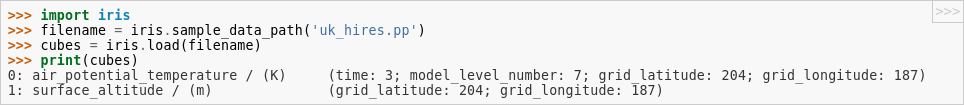 >>>
>>> import iris
>>> filename = iris.sample_data_path('uk_hires.pp')
>>> cubes = iris.load(filename)
>>> print(cubes)
0: air_potential_temperature / (K)     (time: 3; model_level_number: 7; grid_latitude: 204; grid_longitude: 187)
1: surface_altitude / (m)              (grid_latitude: 204; grid_longitude: 187)